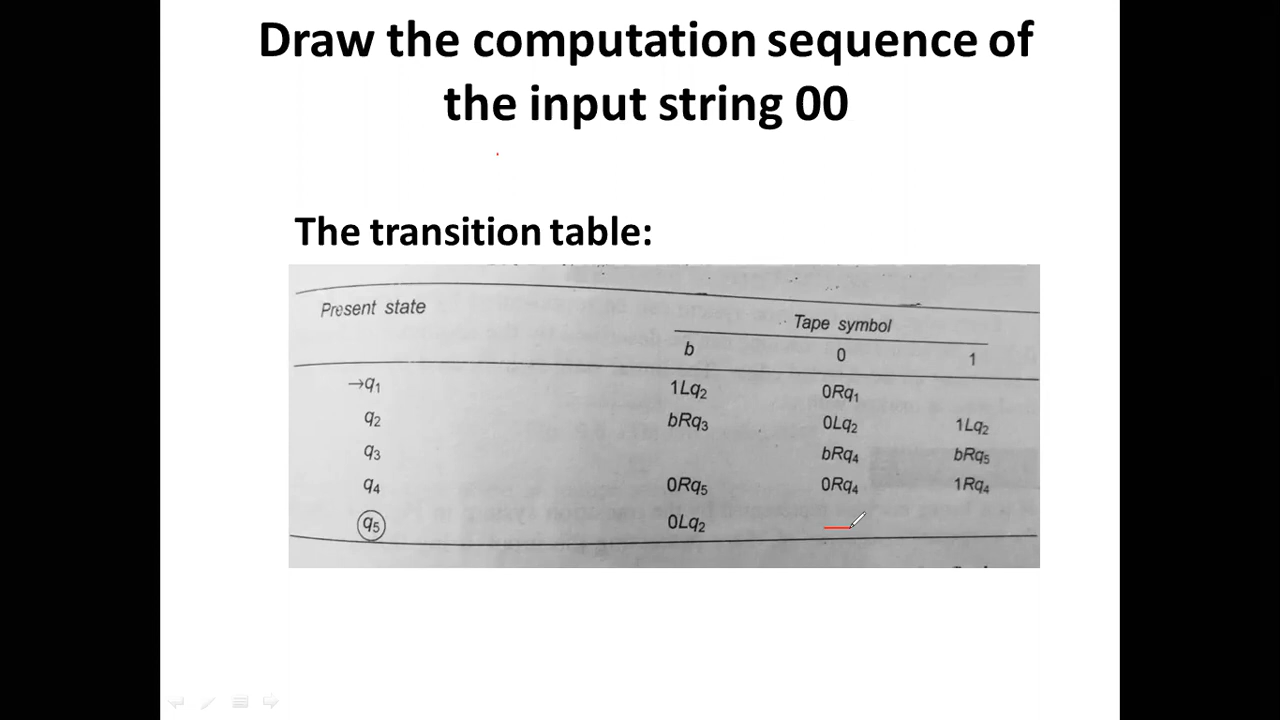 Draw the computation sequence of
the input string 00
The transition table:
Present state
Tape symbol
b 0 1
→q1 1Lq2 0Rq1
q2 bRq3 0Lq2 1Lq2
q3 bRq4 bRq5
q4 0Rq5 0Rq4 1Rq4
q5 0Lq2